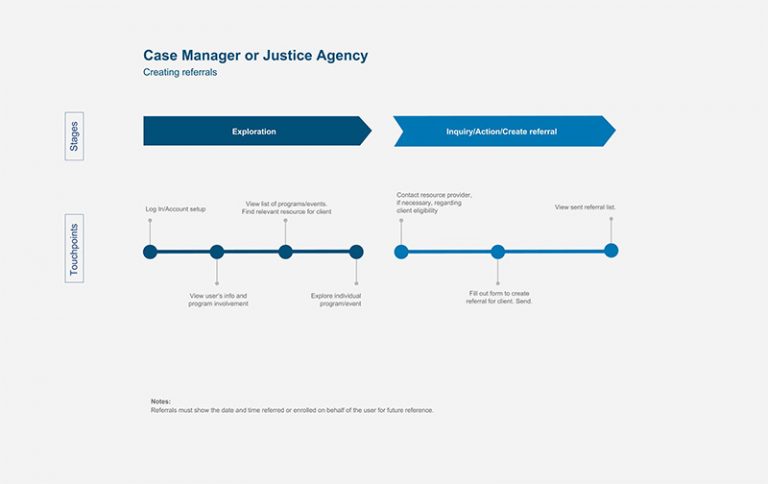 Case Manager or Justice Agency
Creating referrals
Stages
Exploration
Inquiry/Action/Create referral
Touchpoints
Log In/Account setup
View user's info and
program involvement
View list of programs/events.
Find relevant resource for client
Explore individual
program/event
Contact resource provider,
if necessary, regarding
client eligibility
Fill out form to create
referral for client. Send.
View sent referral list.
Notes:
Referrals must show the date and time referred or enrolled on behalf of the user for future reference.